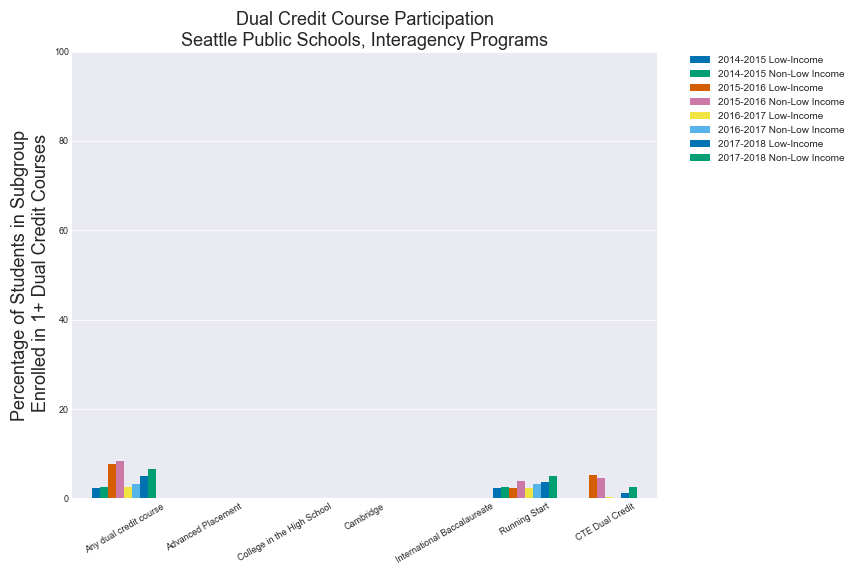 Dual Credit Course Participation
Seattle Public Schools, Interagency Programs
Percentage of Students in Subgroup
Enrolled in 1+ Dual Credit Courses
100
80
60
40
20
0
Any dual credit course
Advanced Placement
College in the High School
Cambridge
International Baccalaureate
Running Start
CTE Dual Credit
2014-2015 Low-Income
2014-2015 Non-Low Income
2015-2016 Low-Income
2015-2016 Non-Low Income
2016-2017 Low-Income
2016-2017 Non-Low Income
2017-2018 Low-Income
2017-2018 Non-Low Income